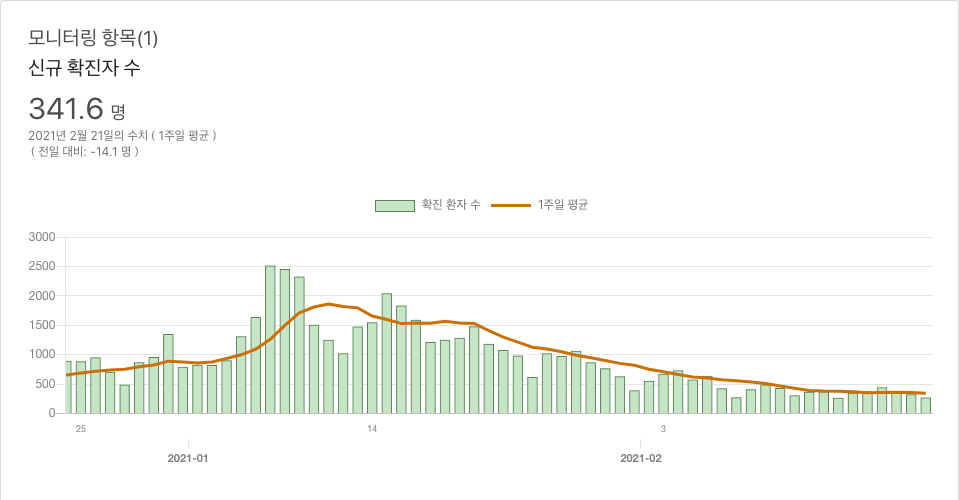 모니터링 항목(1)
신규 확진자 수
341.6 명
2021년 2월 21일의 수치 ( 1주일 평균 )
( 전일 대비: -14.1 명 )
확진 환자 수 1주일 평균
3000
2500
2000
1500
1000
500
0
25 14 3
2021-01 2021-02